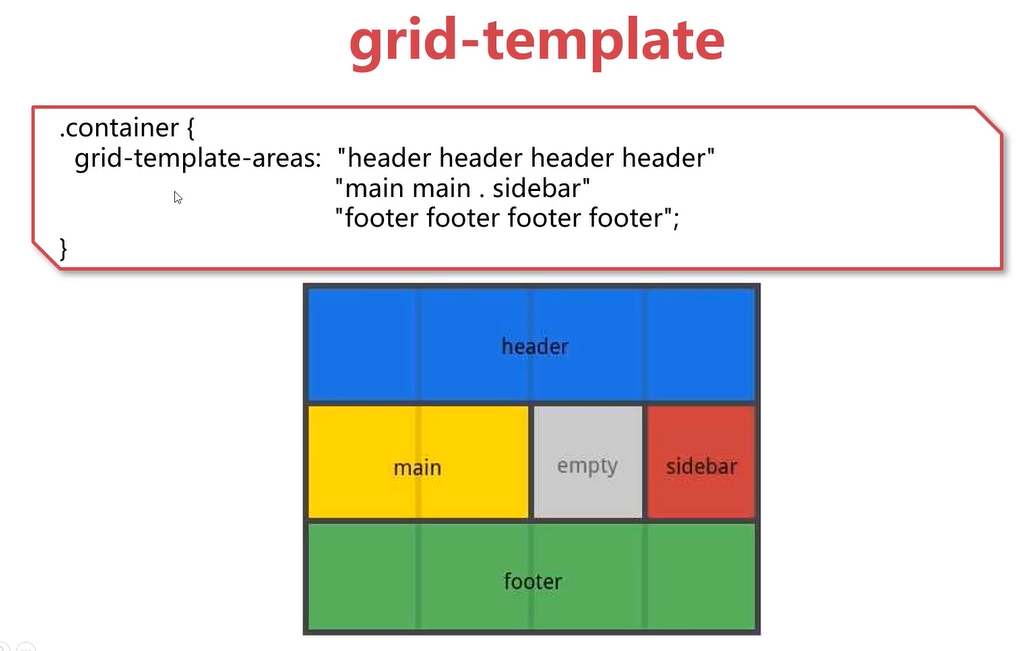 grid-template
.container {
grid-template-areas: "header header header header"
"main main . sidebar"
"footer footer footer footer";
}
header
main empty sidebar
footer